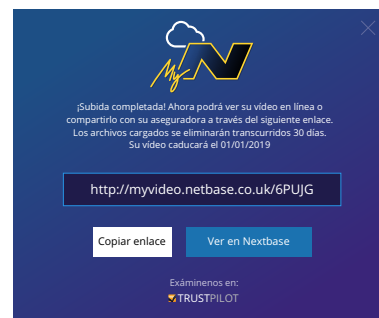 My N
¡Subida completada! Ahora podrá ver su vídeo en línea o
compartirlo con su aseguradora a través del siguiente enlace.
Los archivos cargados se eliminarán transcurridos 30 días.
Su vídeo caducará el 01/01/2019
http://myvideo.netbase.co.uk/6PUJG
Copiar enlace
Ver en Nextbase
Exáminenos en:
TRUSTPILOT